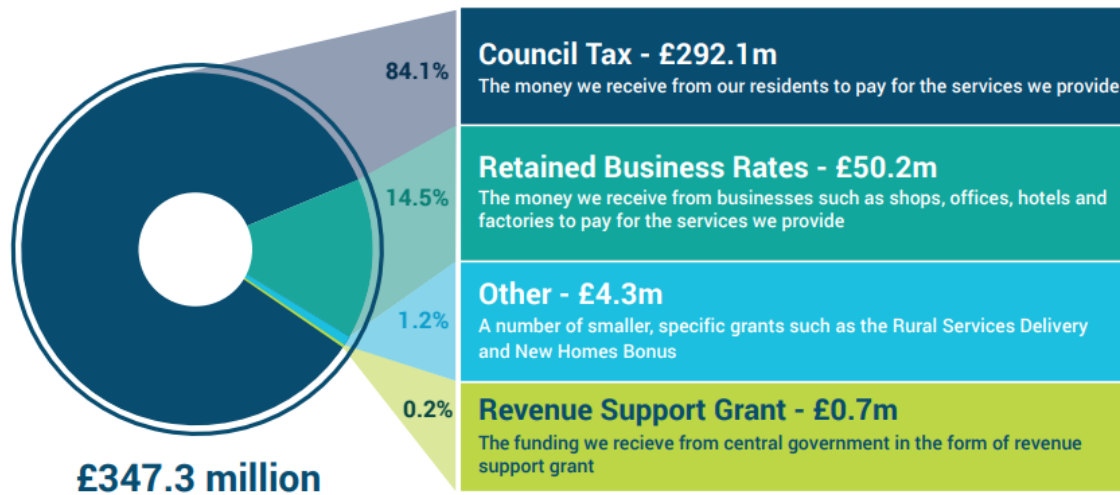 84.1%
Council Tax - £292.1m
The money we receive from our residents to pay for the services we provide
14.5%
Retained Business Rates - £50.2m
The money we receive from businesses such as shops, offices, hotels and
factories to pay for the services we provide
1.2%
Other - £4.3m
A number of smaller, specific grants such as the Rural Services Delivery
and New Homes Bonus
0.2%
Revenue Support Grant - £0.7m
The funding we recieve from central government in the form of revenue
support grant
£347.3 million